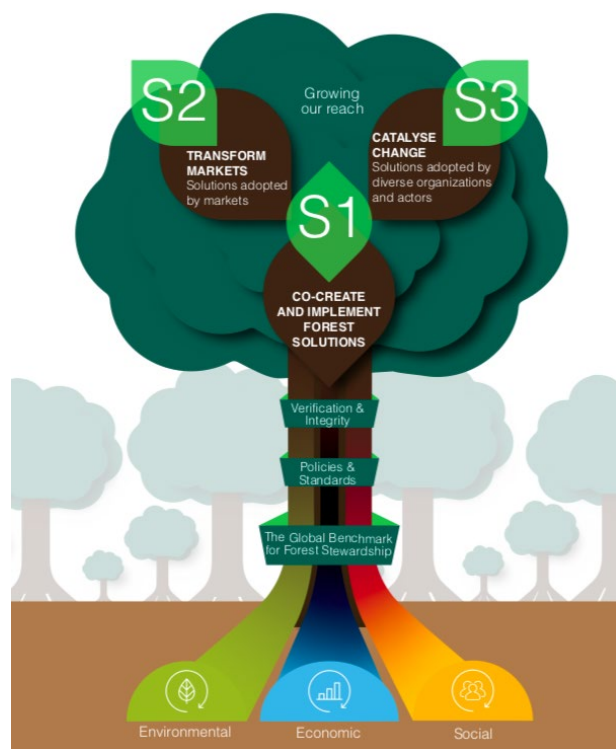 S2
Growing
our reach
S3
TRANSFORM
MARKETS
Solutions adopted
by markets
CATALYSE
CHANGE
Solutions adopted by
diverse organizations
and actors
S1
CO-CREATE
AND IMPLEMENT
FOREST
SOLUTIONS
Verification &
Integrity
Policies &
Standards
The Global Benchmark
for Forest Stewardship
Environmental
Economic
Social